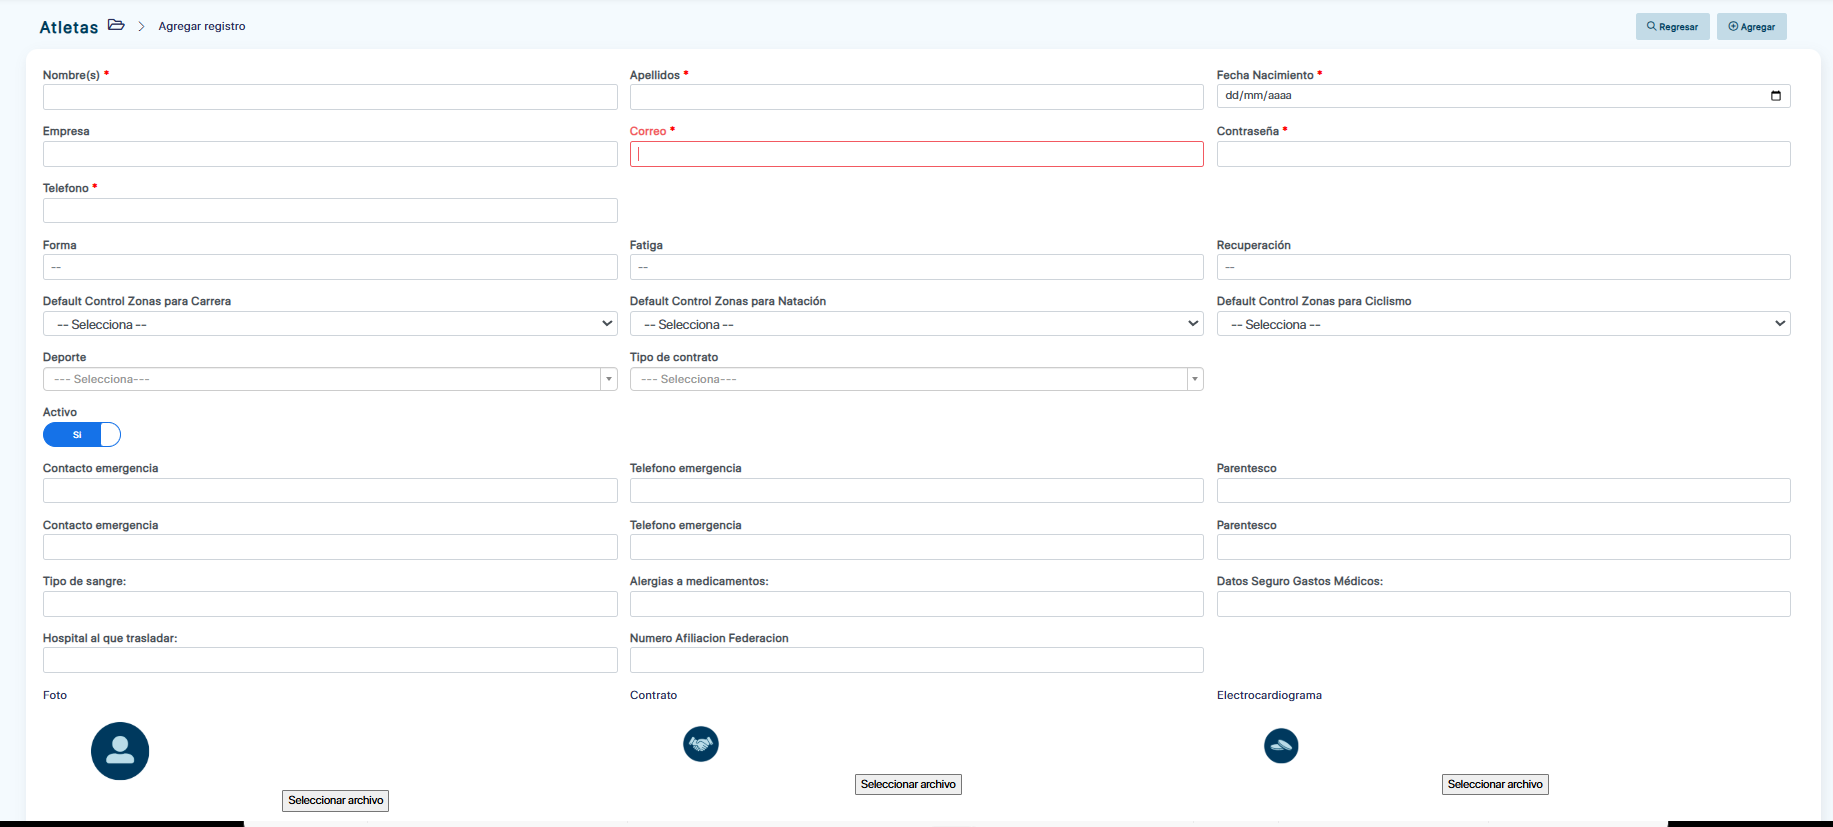 Atletas > Agregar registro
Regresar
Agregar
Nombre(s) *
Apellidos *
Fecha Nacimiento *
dd/mm/aaaa
Empresa
Correo *
Contraseña *
Telefono *
Forma
Fatiga
Recuperación
--
--
--
Default Control Zonas para Carrera
Default Control Zonas para Natación
Default Control Zonas para Ciclismo
-- Selecciona --
-- Selecciona --
-- Selecciona --
Deporte
Tipo de contrato
--- Selecciona---
--- Selecciona---
Activo
Si
Contacto emergencia
Telefono emergencia
Parentesco
Contacto emergencia
Telefono emergencia
Parentesco
Tipo de sangre:
Alergias a medicamentos:
Datos Seguro Gastos Médicos:
Hospital al que trasladar:
Numero Afiliacion Federacion
Foto
Contrato
Electrocardiograma
Seleccionar archivo
Seleccionar archivo
Seleccionar archivo